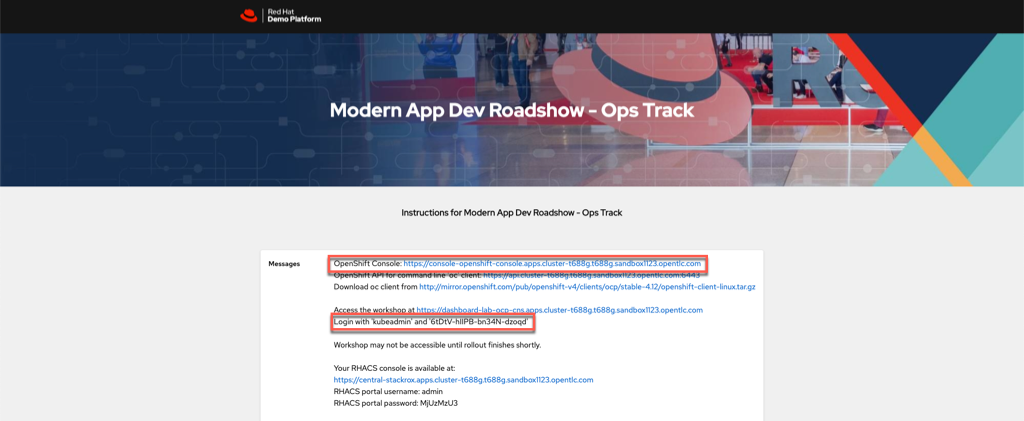 Red Hat
Demo Platform
Modern App Dev Roadshow - Ops Track
Instructions for Modern App Dev Roadshow - Ops Track
Messages
OpenShift Console: https://console-openshift-console.apps.cluster-t688g.t688g.sandbox1123.opentlc.com
OpenShift API for command line 'oc' client: https://api.cluster-t688g.t688g.sandbox1123.opentlc.com:6443
Download oc client from http://mirror.openshift.com/pub/openshift-v4/clients/ocp/stable-4.12/openshift-client-linux.tar.gz
Access the workshop at https://dashboard-lab-ocp-cns.apps.cluster-t688g.t688g.sandbox1123.opentlc.com
Login with 'kubeadmin' and
Workshop may not be accessible until rollout finishes shortly.
Your RHACS console is available at:
https://central-stackrox.apps.cluster-t688g.t688g.sandbox1123.opentlc.com
RHACS portal username: admin
RHACS portal password: MjUzMzU3